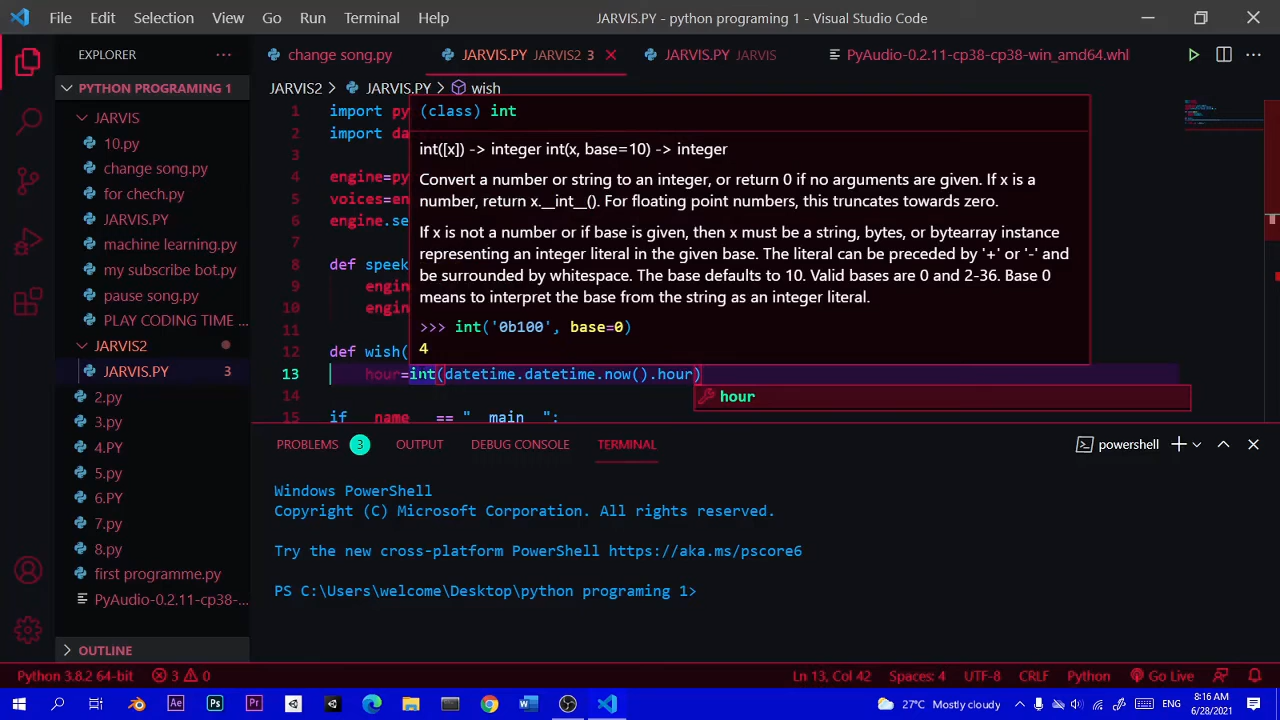 File Edit Selection View Go Run Terminal Help JARVIS.PY - python programing 1 - Visual Studio Code
EXPLORER
change song.py JARVIS.PY JARVIS2 3 JARVIS.PY JARVIS PyAudio-0.2.11-cp38-cp38-win_amd64.whl
PYTHON PROGRAMING 1
JARVIS
10.py
change song.py
for chech.py
JARVIS.PY
machine learning.py
my subscribe bot.py
pause song.py
PLAY CODING TIME ...
JARVIS2
JARVIS.PY 3
2.py
3.py
4.PY
5.py
6.PY
7.py
8.py
first programme.py
PyAudio-0.2.11-cp38-...
OUTLINE
JARVIS2 > JARVIS.PY > wish
1 import py
2 import da
3
4 engine=py
5 voices=en
6 engine.se
7
8 def speek
9 engin
10 engin
11
12 def wish(
13 hour=int(datetime.datetime.now().hour)
14
15 if __name__ == "__main__":
(class) int
int([x]) -> integer int(x, base=10) -> integer
Convert a number or string to an integer, or return 0 if no arguments are given. If x is a
number, return x.__int__(). For floating point numbers, this truncates towards zero.
If x is not a number or if base is given, then x must be a string, bytes, or bytearray instance
representing an integer literal in the given base. The literal can be preceded by '+' or '-' and
be surrounded by whitespace. The base defaults to 10. Valid bases are 0 and 2-36. Base 0
means to interpret the base from the string as an integer literal.
>>> int('0b100', base=0)
4
hour
PROBLEMS 3 OUTPUT DEBUG CONSOLE TERMINAL powershell
Windows PowerShell
Copyright (C) Microsoft Corporation. All rights reserved.
Try the new cross-platform PowerShell https://aka.ms/pscore6
PS C:\Users\welcome\Desktop\python programing 1>
Python 3.8.2 64-bit 3 0 Ln 13, Col 42 Spaces: 4 UTF-8 CRLF Python Go Live
Ae Ps Pr 27°C Mostly cloudy ENG 8:16 AM
6/28/2021